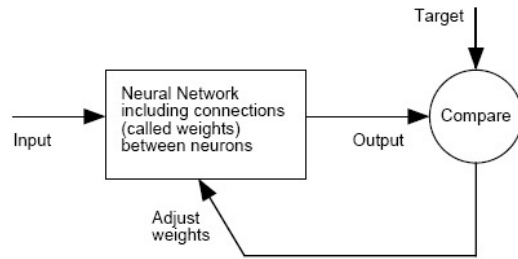 Target
Neural Network
including connections
(called weights)
between neurons
Compare
Input
Output
Adjust
weights